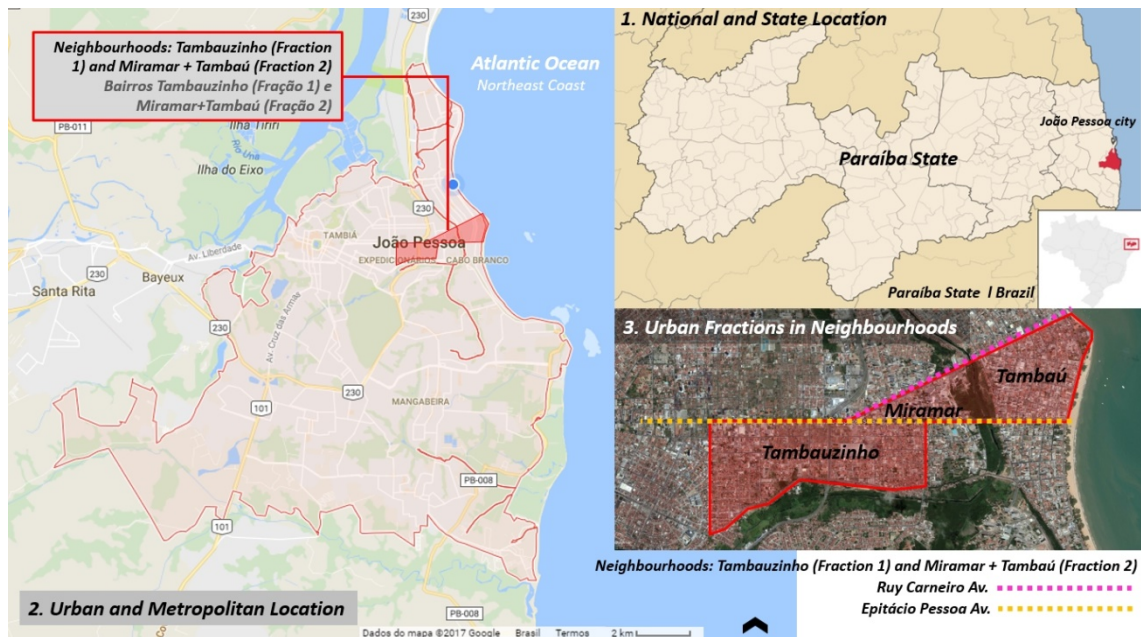 Neighbourhoods: Tambauzinho (Fraction
1) and Miramar + Tambaú (Fraction 2)
Bairros Tambauzinho (Fração 1) e
Miramar+Tambaú (Fração 2)
Atlantic Ocean
Northeast Coast
230
PB-011
Ilha Tiriri
Rio Una
Ilha do Eixo
230
TAMBIÁ
João Pessoa
EXPEDICIONÁRIOS
CABO BRANCO
Av. Liberdade
230
Bayeux
Santa Rita
Av. Cruz das Armas
230
101
MANGABEIRA
PB-008
101
PB-008
2. Urban and Metropolitan Location
Dados do mapa ©2017 Google Brasil Termos 2 km
1. National and State Location
João Pessoa city
Paraíba State
Paraíba State l Brazil
3. Urban Fractions in Neighbourhoods
Tambaú
Miramar
Tambauzinho
Neighbourhoods: Tambauzinho (Fraction 1) and Miramar + Tambaú (Fraction 2)
Ruy Carneiro Av.
Epitácio Pessoa Av.